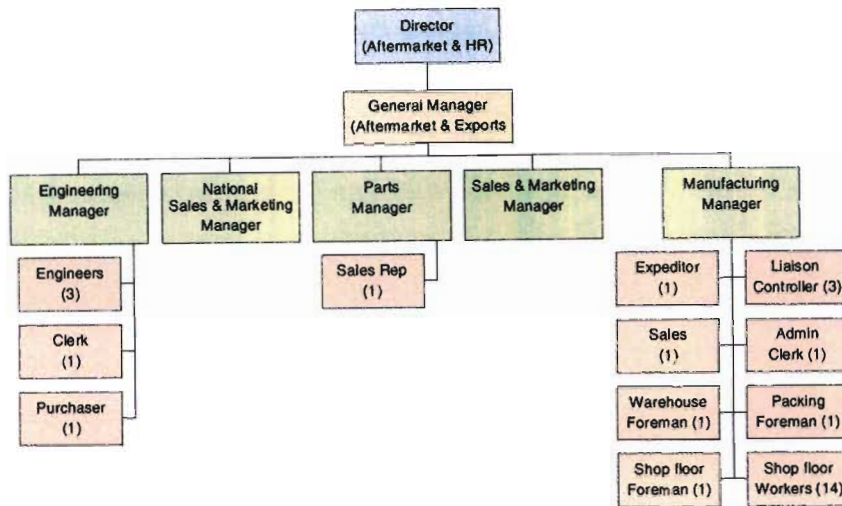 Director
(Aftermarket & HR)
General Manager
(Aftermarket & Exports
Engineering
Manager
National
Sales & Marketing
Manager
Parts
Manager
Sales & Marketing
Manager
Manufacturing
Manager
Engineers
(3)
Clerk
(1)
Purchaser
(1)
Sales Rep
(1)
Expeditor
(1)
Liaison
Controller (3)
Sales
(1)
Admin
Clerk (1)
Warehouse
Foreman (1)
Packing
Foreman (1)
Shop floor
Foreman (1)
Shop floor
Workers (14)